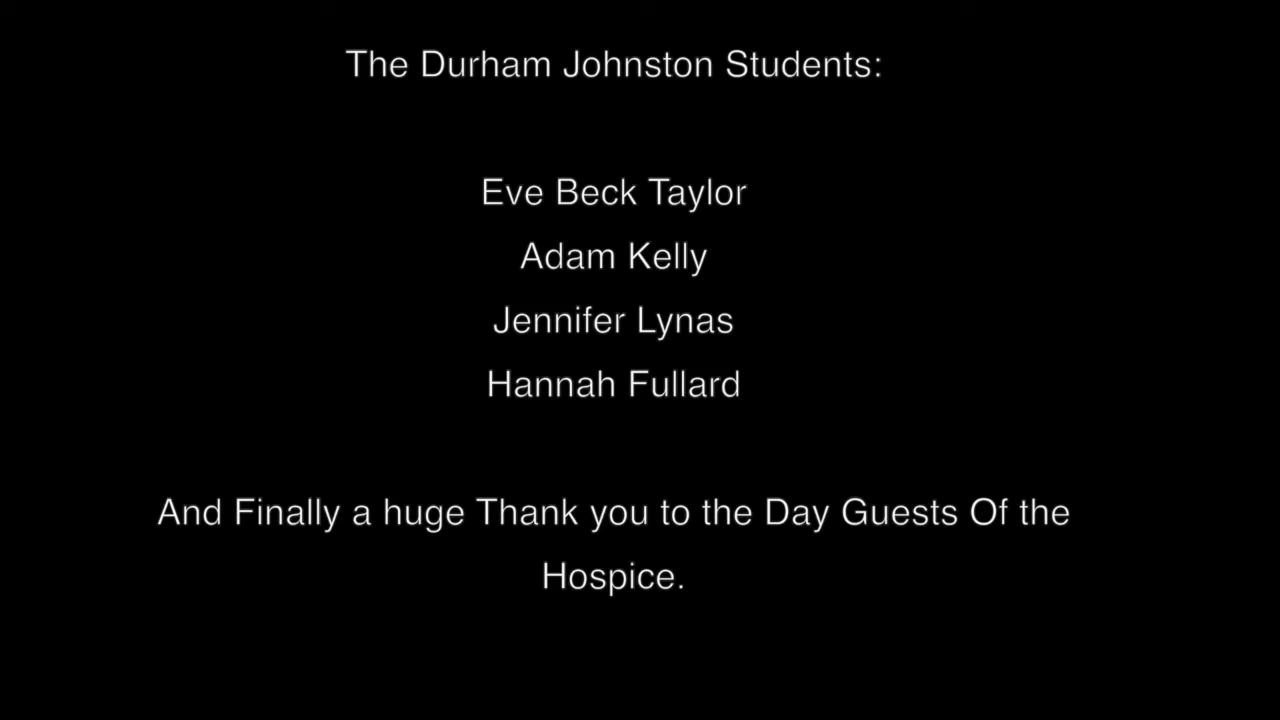 The Durham Johnston Students:
Eve Beck Taylor
Adam Kelly
Jennifer Lynas
Hannah Fullard
And Finally a huge Thank you to the Day Guests Of the
Hospice.